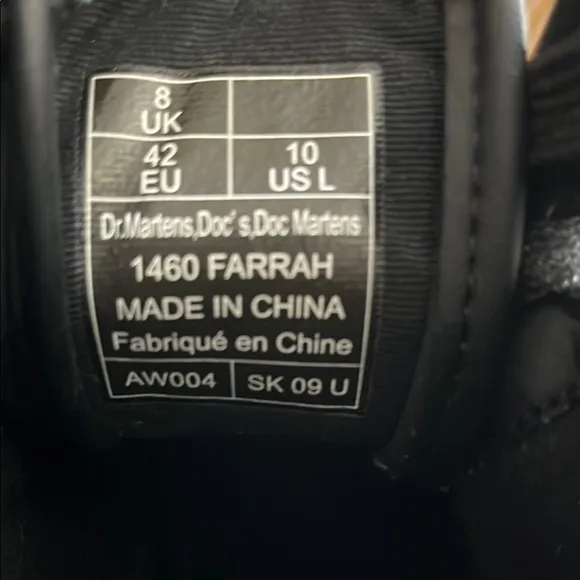 8
UK
42 10
EU US L
Dr.Martens,Doc's,Doc Martens
1460 FARRAH
MADE IN CHINA
Fabriqué en Chine
AW004 SK 09 U